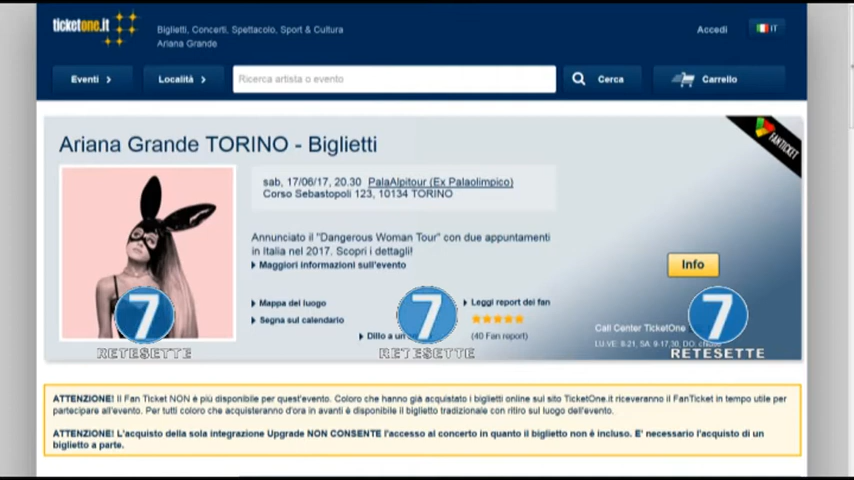 ticketone.it
Biglietti, Concerti, Spettacolo, Sport & Cultura
Ariana Grande
Accedi
IT
Eventi
Località
Ricerca artista o evento
Cerca
Carrello
Ariana Grande TORINO - Biglietti
FANTICKET
sab, 17/06/17, 20.30 PalaAlpitour (Ex Palaolimpico)
Corso Sebastopoli 123, 10134 TORINO
Annunciato il "Dangerous Woman Tour" con due appuntamenti
in Italia nel 2017. Scopri i dettagli!
Maggiori informazioni sull'evento
Info
Mappa del luogo
Leggi report dei fan
Segna sul calendario
Dillo a un
(40 Fan report)
Call Center TicketOne
LU-VE: 8-21, SA: 9-17.30, DO:
7
RETESETTE
7
RETESETTE
7
RETESETTE
ATTENZIONE! Il Fan Ticket NON è più disponibile per quest'evento. Coloro che hanno già acquistato i biglietti online sul sito TicketOne.it riceveranno il FanTicket in tempo utile per
partecipare all'evento. Per tutti coloro che acquisteranno d'ora in avanti è disponibile il biglietto tradizionale con ritiro sul luogo dell'evento.
ATTENZIONE! L'acquisto della sola integrazione Upgrade NON CONSENTE l'accesso al concerto in quanto il biglietto non è incluso. E' necessario l'acquisto di un
biglietto a parte.